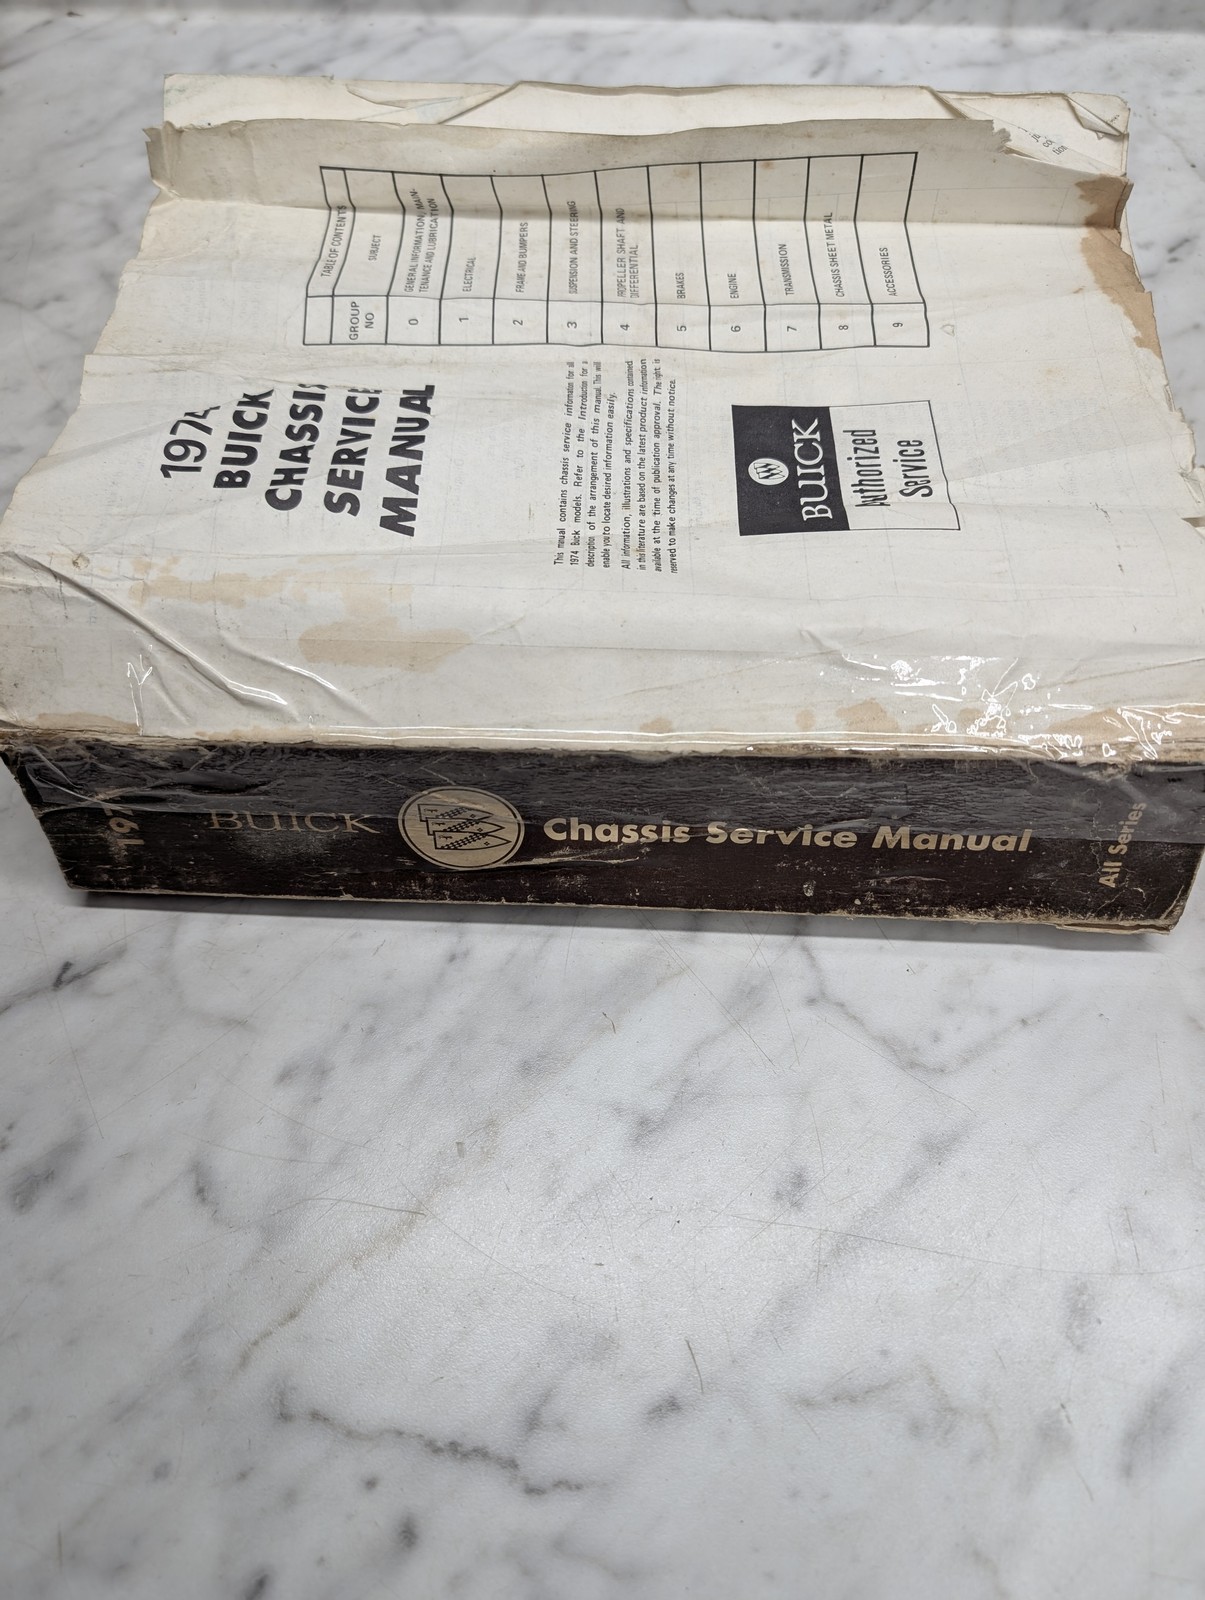 1974
BUICK
CHASSIS
SERVICE
MANUAL
This manual contains chassis service information for all
1974 Buick models. Refer to the Introduction for a
description of the arrangement of this manual. This will
enable you to locate desired information easily.
All information, illustrations and specifications contained
in this literature are based on the latest product information
available at the time of publication approval. The right is
reserved to make changes at any time without notice.
BUICK
Authorized
Service
TABLE OF CONTENTS
GROUP NO SUBJECT
0 GENERAL INFORMATION, MAIN-
TENANCE AND LUBRICATION
1 ELECTRICAL
2 FRAME AND BUMPERS
3 SUSPENSION AND STEERING
4 PROPELLER SHAFT AND
DIFFERENTIAL
5 BRAKES
6 ENGINE
7 TRANSMISSION
8 CHASSIS SHEET METAL
9 ACCESSORIES
197
BUICK
Chassis Service Manual
All Series